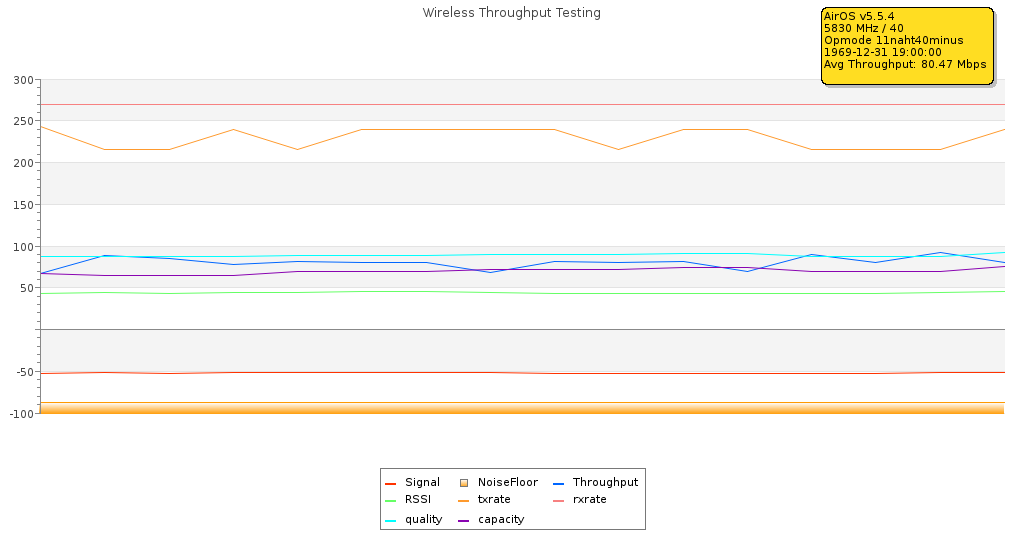 Wireless Throughput Testing
AirOS v5.5.4
5830 MHz / 40
Opmode 11naht40minus
1969-12-31 19:00:00
Avg Throughput: 80.47 Mbps
300
250
200
150
100
50
-50
-100
Signal NoiseFloor Throughput
RSSI txrate rxrate
quality capacity